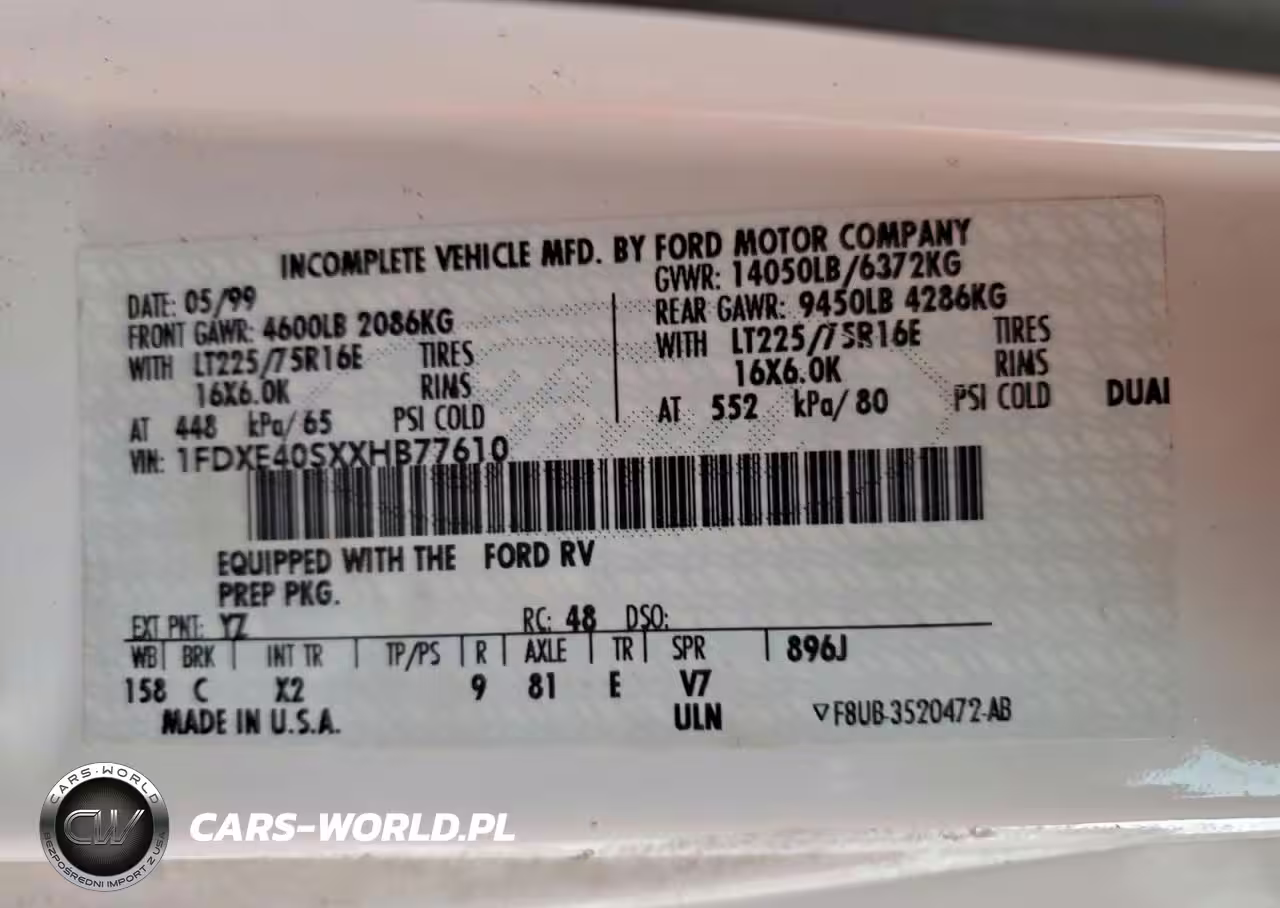 INCOMPLETE VEHICLE MFD. BY FORD MOTOR COMPANY
DATE: 05/99 GVWR: 14050LB/6372KG
FRONT GAWR: 4600LB 2086KG REAR GAWR: 9450LB 4286KG
WITH LT225/75R16E TIRES WITH LT225/75R16E TIRES
16X6.0K RIMS 16X6.0K RIMS
AT 448 kPa/65 PSI COLD AT 552 kPa/80 PSI COLD DUAL
VIN: 1FDXE40SXXHB77610
EQUIPPED WITH THE FORD RV
PREP PKG.
EXT PNT: YZ RC: 48 DSO:
WB BRK INT TR TP/PS R AXLE TR SPR 896J
158 C X2 9 81 E V7
MADE IN U.S.A. ULN ▽F8UB-3520472-AB
CARS-WORLD
CW
BEZPOŚREDNI IMPORT Z USA
CARS-WORLD.PL